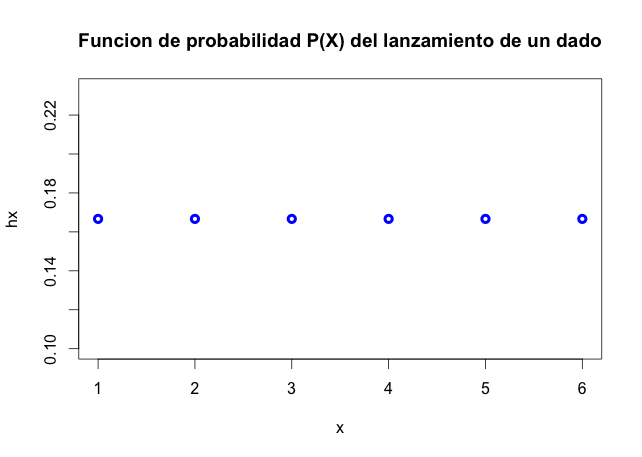 Funcion de probabilidad P(X) del lanzamiento de un dado
hx
0.22
0.18
0.14
0.10
1 2 3 4 5 6
x